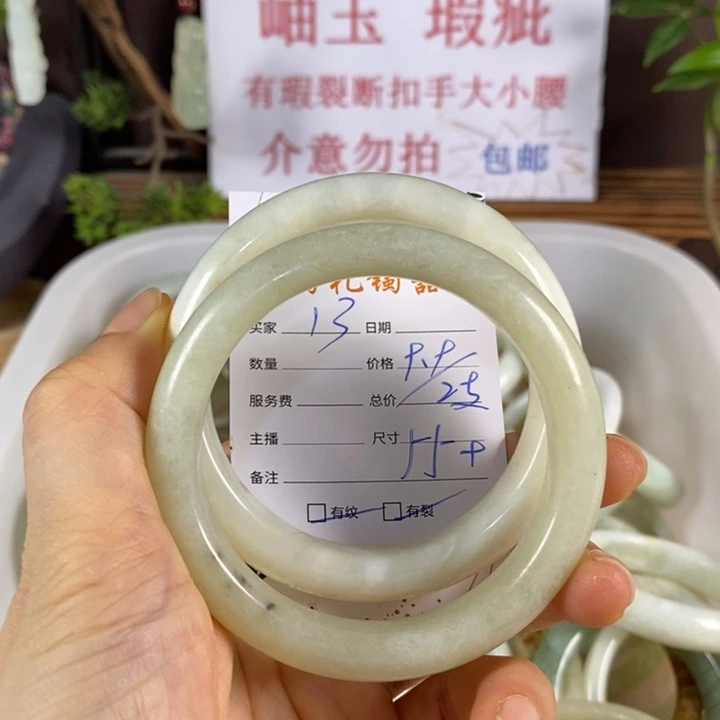 岫玉 瑕疵
有瑕裂断扣手大小腰
介意勿拍 包邮
买家 13 日期
数量 价格
服务费 总价 2支
主播 尺寸
备注
有纹 有裂